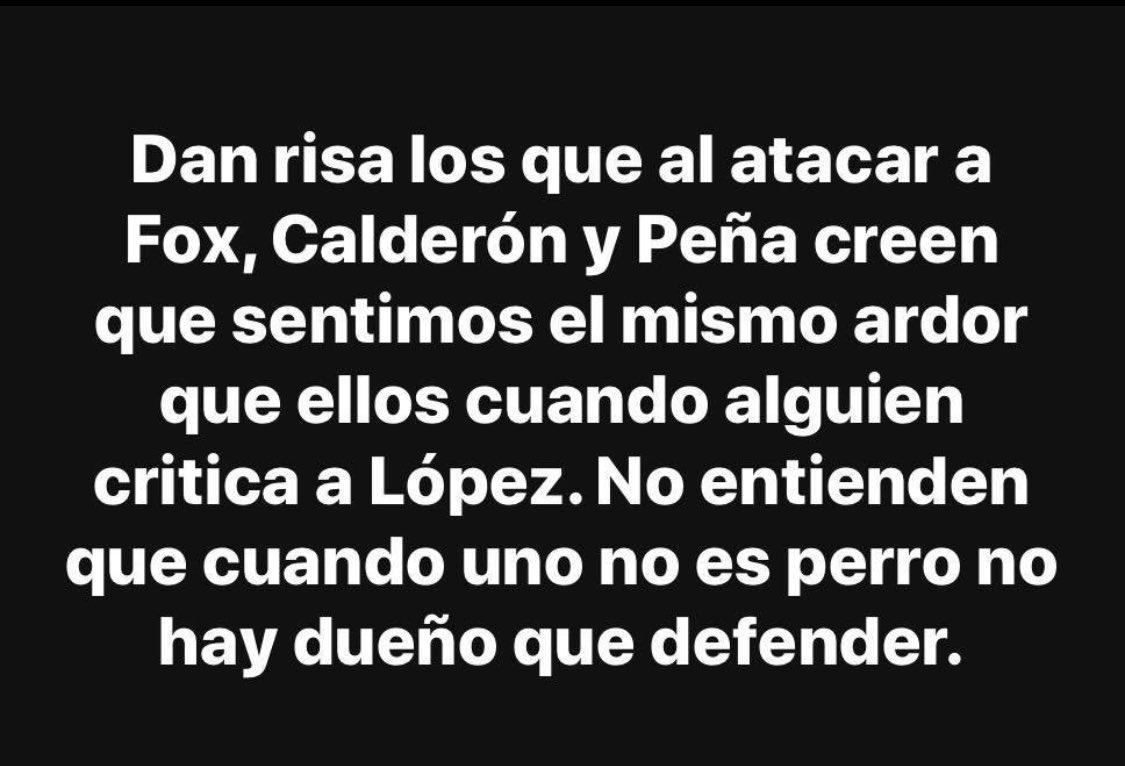 Dan risa los que al atacar a
Fox, Calderón y Peña creen
que sentimos el mismo ardor
que ellos cuando alguien
critica a López. No entienden
que cuando uno no es perro no
hay dueño que defender.